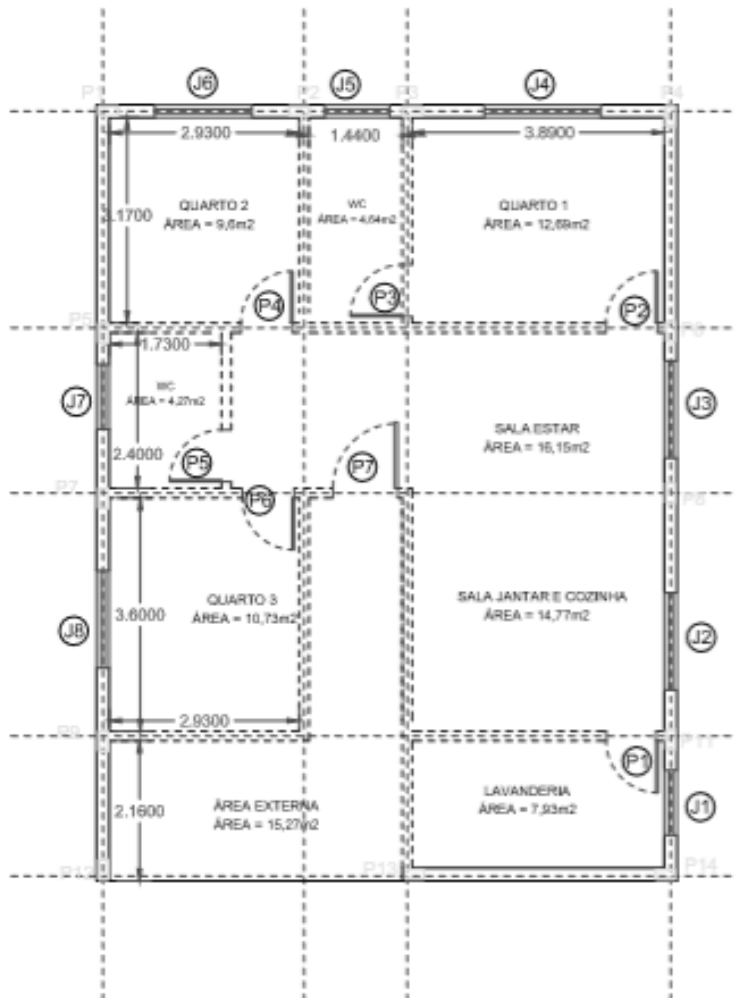 J6
J5
J4
P1
P2
P3
P4
2.9300
1.4400
3.8900
3.1700
QUARTO 2
ÁREA = 9,6m2
WC
ÁREA = 4,64m2
QUARTO 1
ÁREA = 12,69m2
P4
P3
P2
P5
1.7300
J7
WC
ÁREA = 4,27m2
J3
SALA ESTAR
ÁREA = 16,15m2
2.4000
P5
P7
P7
P6
QUARTO 3
ÁREA = 10,73m2
3.6000
SALA JANTAR E COZINHA
ÁREA = 14,77m2
J8
J2
2.9300
P9
P11
P1
2.1600
ÁREA EXTERNA
ÁREA = 15,27m2
LAVANDERIA
ÁREA = 7,93m2
J1
P12
P13
P14